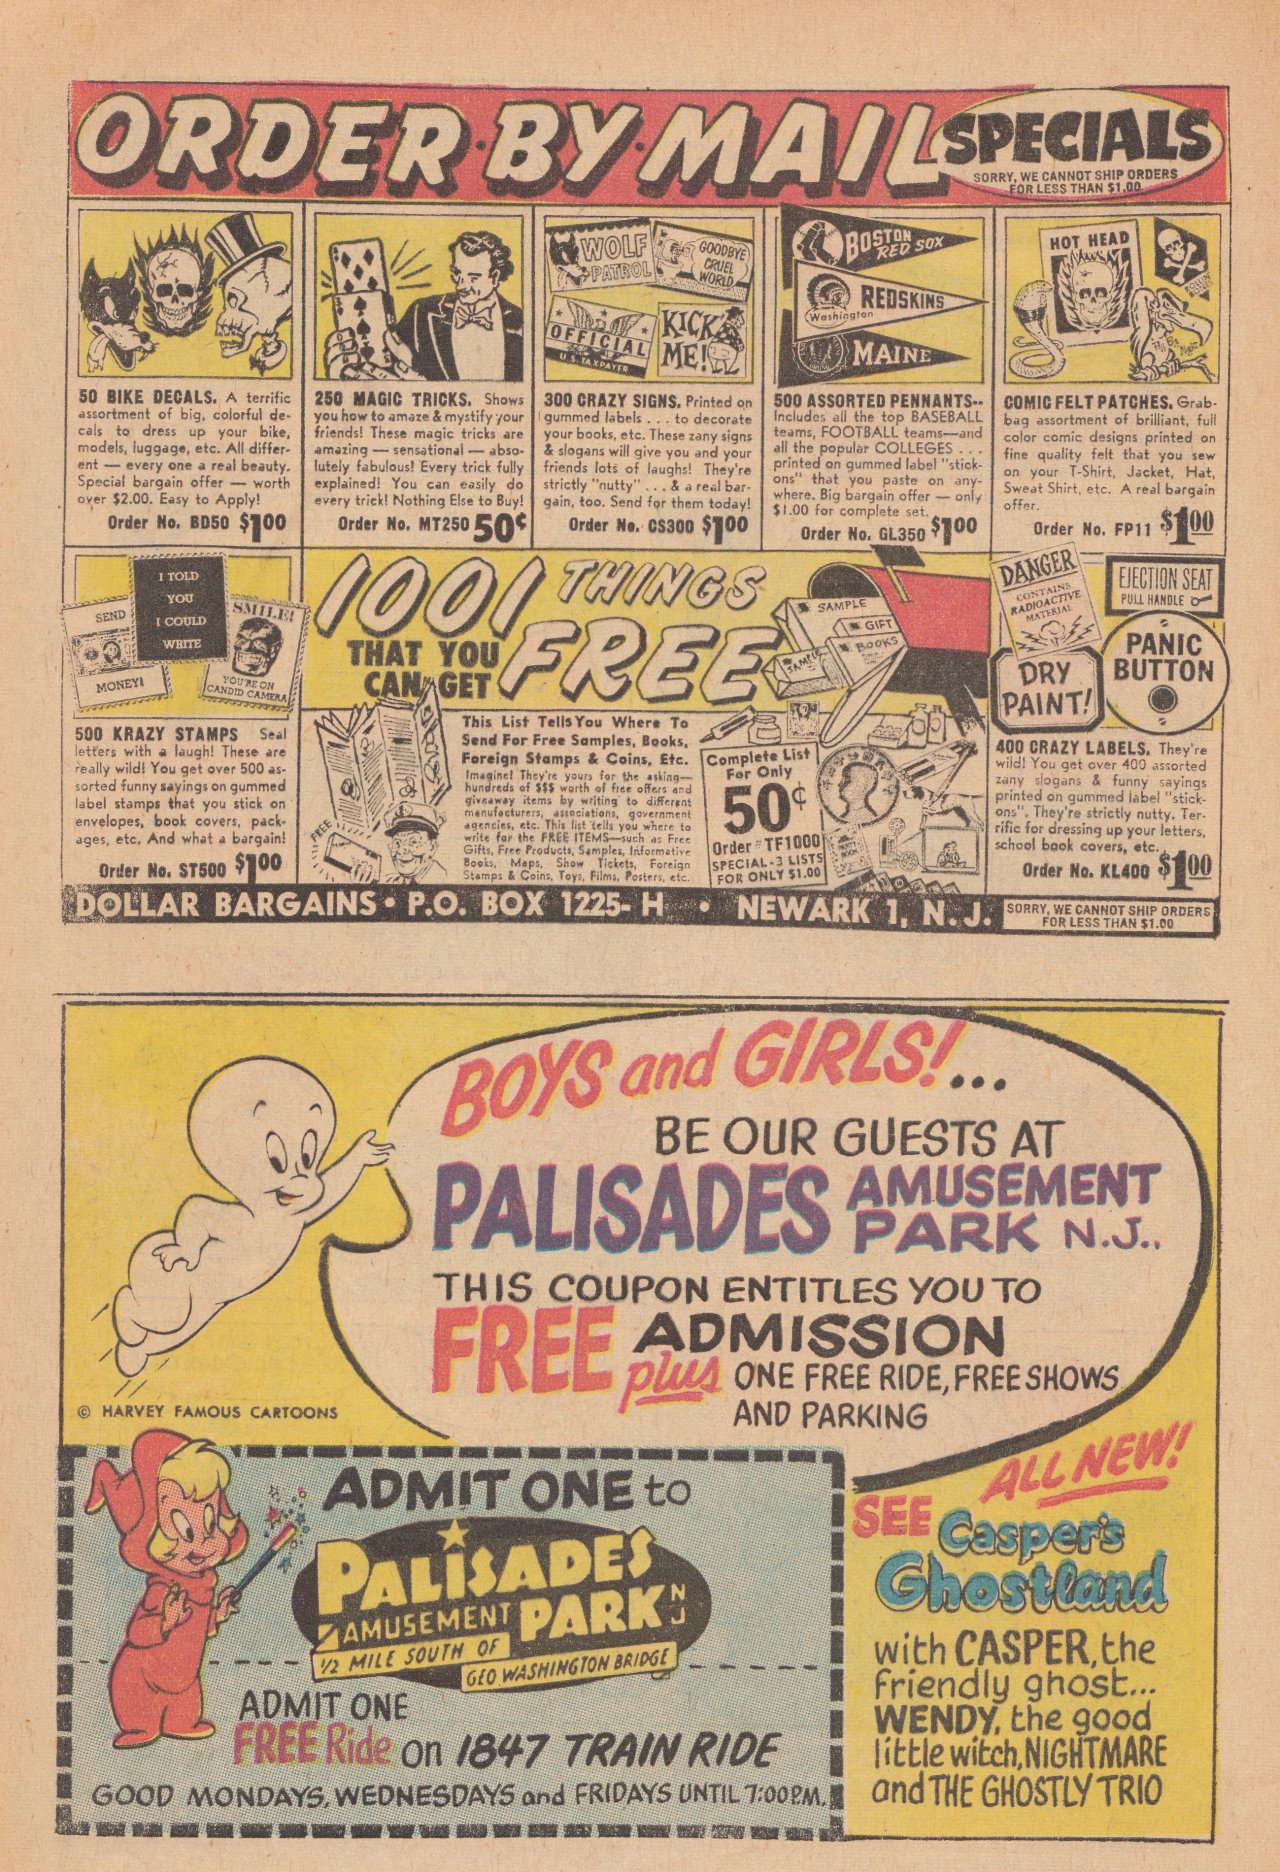 ORDER·BY·MAIL SPECIALS
SORRY, WE CANNOT SHIP ORDERS
FOR LESS THAN $1.00
50 BIKE DECALS. A terrific
assortment of big, colorful de-
cals to dress up your bike,
models, luggage, etc. All differ-
ent — every one a real beauty.
Special bargain offer — worth
over $2.00. Easy to Apply!
Order No. BD50 $1.00
250 MAGIC TRICKS. Shows
you how to amaze & mystify your
friends! These magic tricks are
amazing — sensational — abso-
lutely fabulous! Every trick fully
explained! You can easily do
every trick! Nothing Else to Buy!
Order No. MT250 50¢
WOLF
PATROL
GOODBYE
CRUEL
WORLD
OFFICIAL
U.S. TAXPAYER
KICK
ME!
300 CRAZY SIGNS. Printed on
gummed labels . . . to decorate
your books, etc. These zany signs
& slogans will give you and your
friends lots of laughs! They're
strictly "nutty" . . . & a real bar-
gain, too. Send for them today!
Order No. CS300 $1.00
BOSTON
RED SOX
REDSKINS
Washington
MAINE
500 ASSORTED PENNANTS--
Includes all the top BASEBALL
teams, FOOTBALL teams—and
all the popular COLLEGES . . .
printed on gummed label "stick-
ons" that you paste on any-
where. Big bargain offer — only
$1.00 for complete set.
Order No. GL350 $1.00
HOT HEAD
COMIC FELT PATCHES. Grab-
bag assortment of brilliant, full
color comic designs printed on
fine quality felt that you sew
on your T-Shirt, Jacket, Hat,
Sweat Shirt, etc. A real bargain
offer.
Order No. FP11 $1.00
I TOLD
YOU
I COULD
WRITE
SEND
MONEY!
SMILE!
YOU'RE ON
CANDID CAMERA
500 KRAZY STAMPS Seal
letters with a laugh! These are
really wild! You get over 500 as-
sorted funny sayings on gummed
label stamps that you stick on
envelopes, book covers, pack-
ages, etc. And what a bargain!
Order No. ST500 $1.00
1001 THINGS
THAT YOU
CAN GET
FREE
SAMPLE
GIFT
BOOKS
SAMPLE
FREE
This List Tells You Where To
Send For Free Samples, Books,
Foreign Stamps & Coins, Etc.
Imagine! They're yours for the asking—
hundreds of $$$ worth of free offers and
giveaway items by writing to different
manufacturers, associations, government
agencies, etc. This list tells you where to
write for the FREE ITEMS—such as Free
Gifts, Free Products, Samples, Informative
Books, Maps, Show Tickets, Foreign
Stamps & Coins, Toys, Films, Posters, etc.
Complete List
For Only
50¢
Order # TF1000
SPECIAL - 3 LISTS
FOR ONLY $1.00
DANGER
CONTAINS
RADIOACTIVE
MATERIAL
EJECTION SEAT
PULL HANDLE
DRY
PAINT!
PANIC
BUTTON
400 CRAZY LABELS. They're
wild! You get over 400 assorted
zany slogans & funny sayings
printed on gummed label "stick-
ons". They're strictly nutty. Ter-
rific for dressing up your letters,
school book covers, etc.
Order No. KL400 $1.00
DOLLAR BARGAINS • P.O. BOX 1225-H • NEWARK 1, N. J.
SORRY, WE CANNOT SHIP ORDERS
FOR LESS THAN $1.00
BOYS and GIRLS!...
BE OUR GUESTS AT
PALISADES AMUSEMENT
PARK N.J..
THIS COUPON ENTITLES YOU TO
FREE ADMISSION
plus ONE FREE RIDE, FREE SHOWS
AND PARKING
© HARVEY FAMOUS CARTOONS
ADMIT ONE to
PALISADES
AMUSEMENT PARK NJ
1/2 MILE SOUTH OF
GEO. WASHINGTON BRIDGE
ADMIT ONE
FREE Ride on 1847 TRAIN RIDE
GOOD MONDAYS, WEDNESDAYS and FRIDAYS UNTIL 7:00 P.M.
ALL NEW!
SEE Casper's
Ghostland
with CASPER, the
friendly ghost...
WENDY, the good
little witch, NIGHTMARE
and THE GHOSTLY TRIO